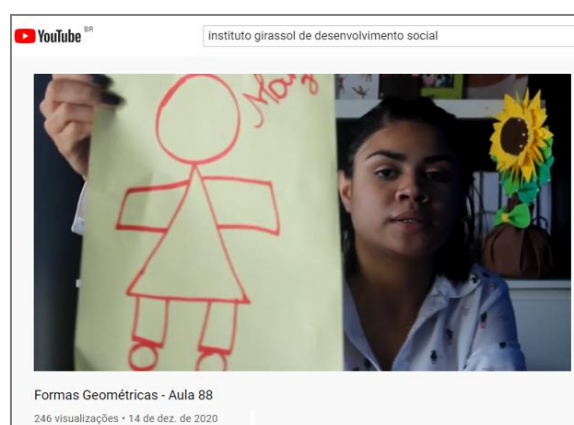 YouTube BR
instituto girassol de desenvolvimento social
Formas Geométricas - Aula 88
246 visualizações • 14 de dez. de 2020